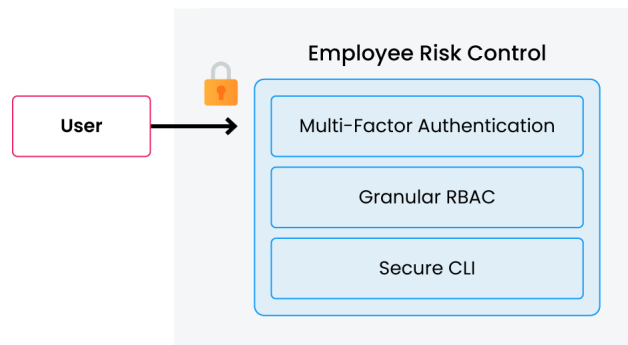 Employee Risk Control
User
Multi-Factor Authentication
Granular RBAC
Secure CLI